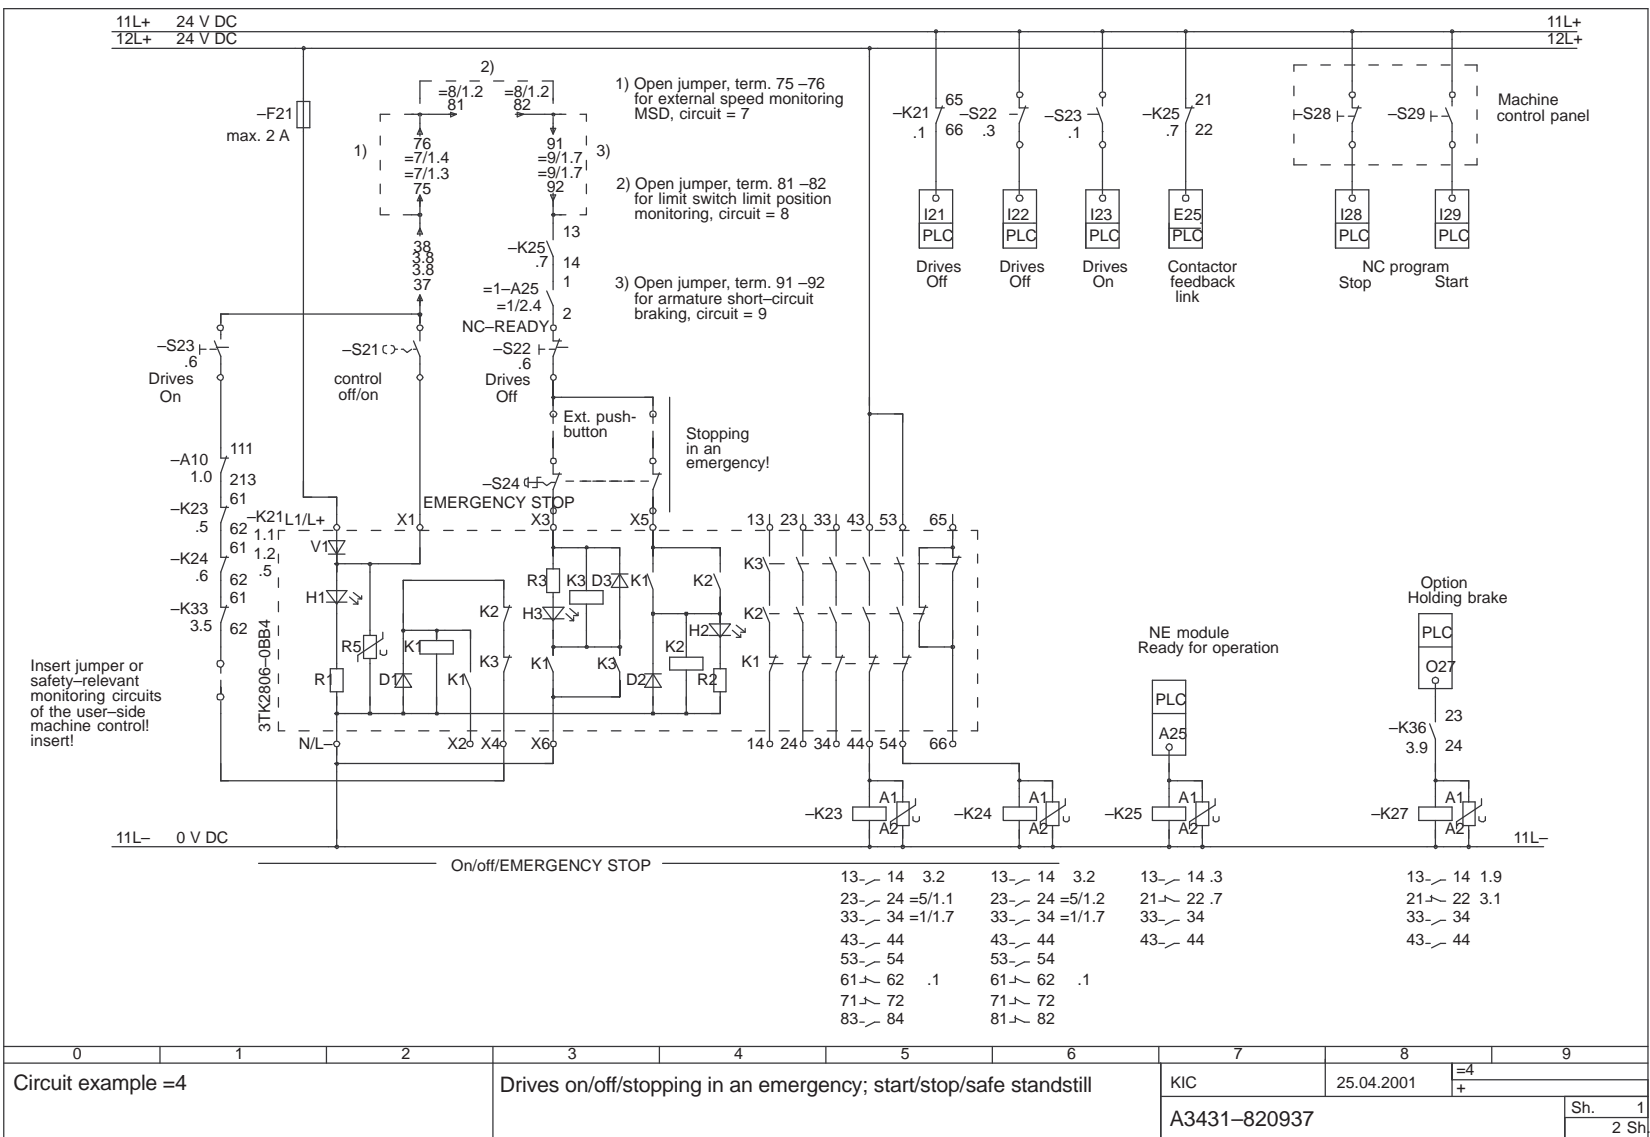 11L+ 24 V DC 11L+
12L+ 24 V DC 12L+
2)
=8/1.2 =8/1.2
81 82
–F21
max. 2 A
1)
76
=7/1.4
=7/1.3
75
91
=9/1.7
=9/1.7
92
3)
1) Open jumper, term. 75 –76
for external speed monitoring
MSD, circuit = 7
2) Open jumper, term. 81 –82
for limit switch limit position
monitoring, circuit = 8
3) Open jumper, term. 91 –92
for armature short–circuit
braking, circuit = 9
–K21 65
.1 66
–S22
.3
–S23
.1
–K25 21
.7 22
–S28
–S29
Machine
control panel
I21
PLC
I22
PLC
I23
PLC
E25
PLC
I28
PLC
I29
PLC
Drives
Off
Drives
Off
Drives
On
Contactor
feedback
link
NC program
Stop Start
38
3.8
3.8
37
13
–K25
.7 14
1
=1–A25
=1/2.4
2
NC–READY
–S23
.6
Drives
On
–S21
control
off/on
–S22
.6
Drives
Off
Ext. push-
button
Stopping
in an
emergency!
–S24
EMERGENCY STOP
–A10 111
1.0 213
–K23 61
.5 62
–K24 61
.6 62
–K33 61
3.5 62
–K21
1.1
1.2
.5
L1/L+ X1 X3 X5 13 23 33 43 53 65
V1
H1
R5
R1
D1
K1
K1
K2
K3
R3
K3
D3
H3
K1
K3
K1
K2
H2
K2
D2
R2
K3
K2
K1
3TK2806–0BB4
N/L– X2 X4 X6 14 24 34 44 54 66
Insert jumper or
safety–relevant
monitoring circuits
of the user–side
machine control!
insert!
NE module
Ready for operation
PLC
A25
Option
Holding brake
PLC
O27
–K36 23
3.9 24
–K23 A1
A2
–K24 A1
A2
–K25 A1
A2
–K27 A1
A2
11L– 0 V DC 11L–
On/off/EMERGENCY STOP
13 14 3.2
23 24 =5/1.1
33 34 =1/1.7
43 44
53 54
61 62 .1
71 72
83 84
13 14 3.2
23 24 =5/1.2
33 34 =1/1.7
43 44
53 54
61 62 .1
71 72
81 82
13 14 .3
21 22 .7
33 34
43 44
13 14 1.9
21 22 3.1
33 34
43 44
0 1 2 3 4 5 6 7 8 9
Circuit example =4
Drives on/off/stopping in an emergency; start/stop/safe standstill
KIC 25.04.2001 =4
+
A3431–820937
Sh. 1
2 Sh